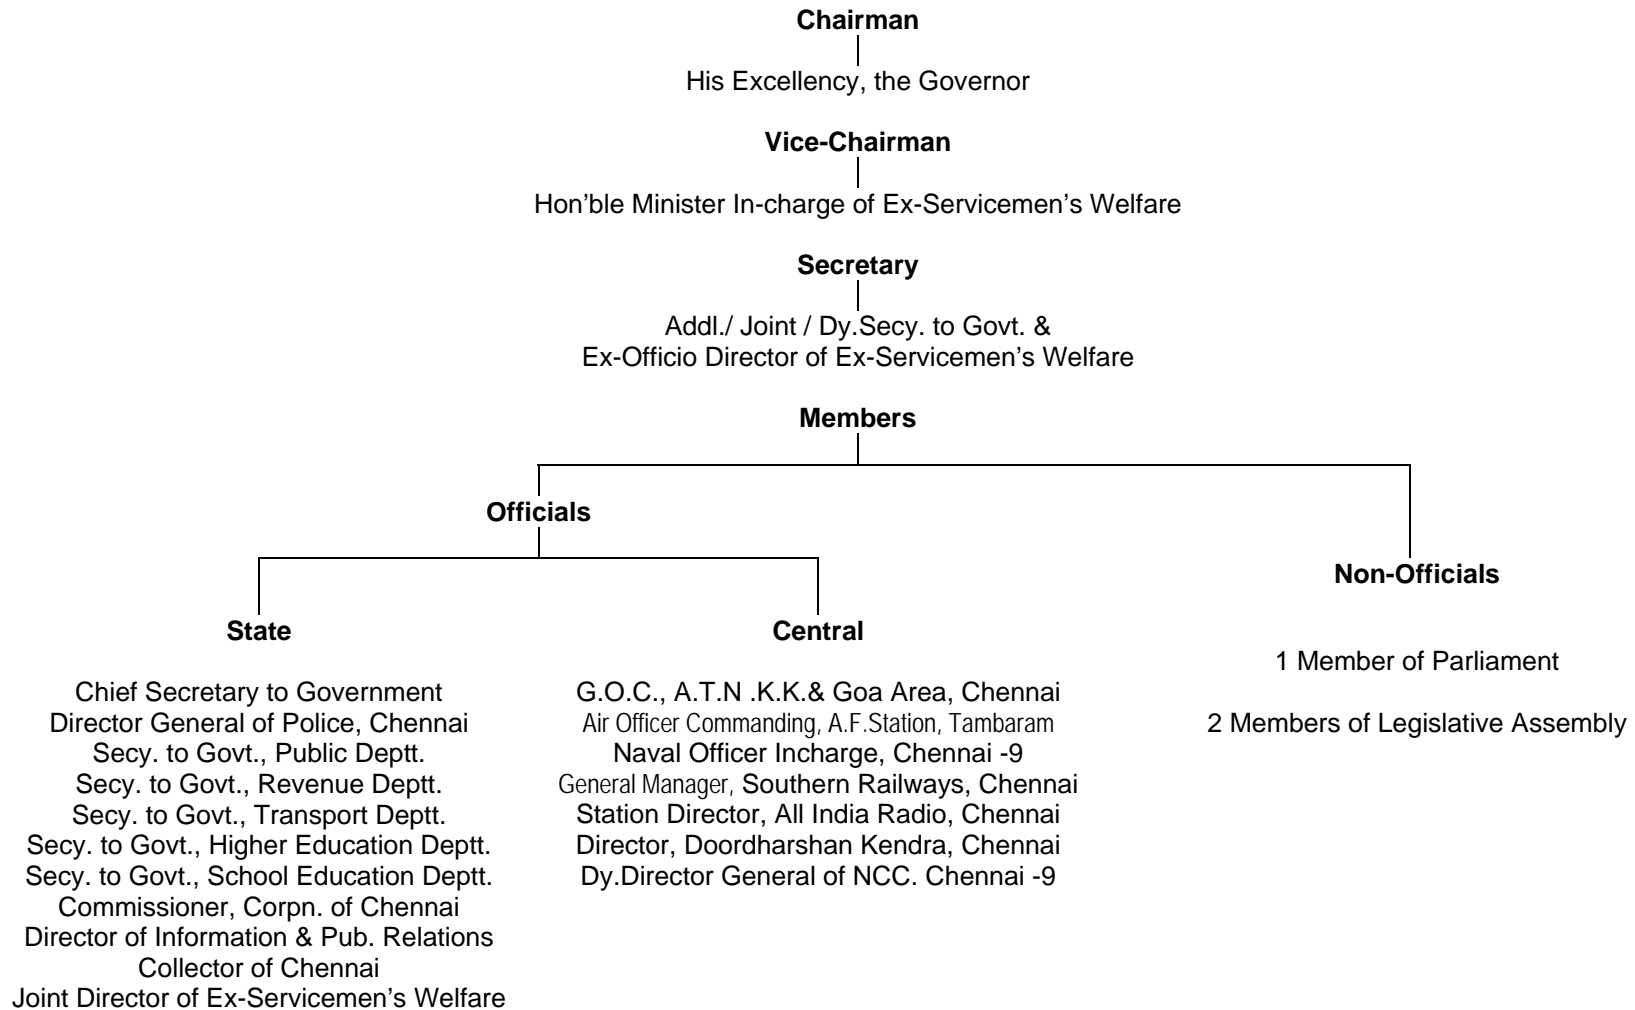 Chairman
His Excellency, the Governor
Vice-Chairman
Hon’ble Minister In-charge of Ex-Servicemen’s Welfare
Secretary
Addl./ Joint / Dy.Secy. to Govt. &
Ex-Officio Director of Ex-Servicemen’s Welfare
Members
Officials
State
Chief Secretary to Government
Director General of Police, Chennai
Secy. to Govt., Public Deptt.
Secy. to Govt., Revenue Deptt.
Secy. to Govt., Transport Deptt.
Secy. to Govt., Higher Education Deptt.
Secy. to Govt., School Education Deptt.
Commissioner, Corpn. of Chennai
Director of Information & Pub. Relations
Collector of Chennai
Joint Director of Ex-Servicemen’s Welfare
Central
G.O.C., A.T.N .K.K.& Goa Area, Chennai
Air Officer Commanding, A.F.Station, Tambaram
Naval Officer Incharge, Chennai -9
General Manager, Southern Railways, Chennai
Station Director, All India Radio, Chennai
Director, Doordharshan Kendra, Chennai
Dy.Director General of NCC. Chennai -9
Non-Officials
1 Member of Parliament
2 Members of Legislative Assembly